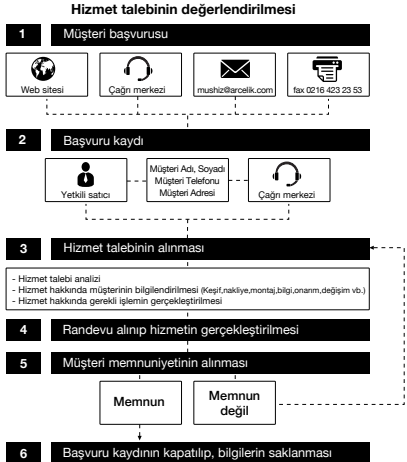 Hizmet talebinin değerlendirilmesi
1 Müşteri başvurusu
Web sitesi
Çağrı merkezi
mushiz@arcelik.com
fax 0216 423 23 53
2 Başvuru kaydı
Yetkili satıcı
Müşteri Adı, Soyadı
Müşteri Telefonu
Müşteri Adresi
Çağrı merkezi
3 Hizmet talebinin alınması
- Hizmet talebi analizi
- Hizmet hakkında müşterinin bilgilendirilmesi (Keşif,nakliye,montaj,bilgi,onarım,değişim vb.)
- Hizmet hakkında gerekli işlemin gerçekleştirilmesi
4 Randevu alınıp hizmetin gerçekleştirilmesi
5 Müşteri memnuniyetinin alınması
Memnun
Memnun
değil
6 Başvuru kaydının kapatılıp, bilgilerin saklanması